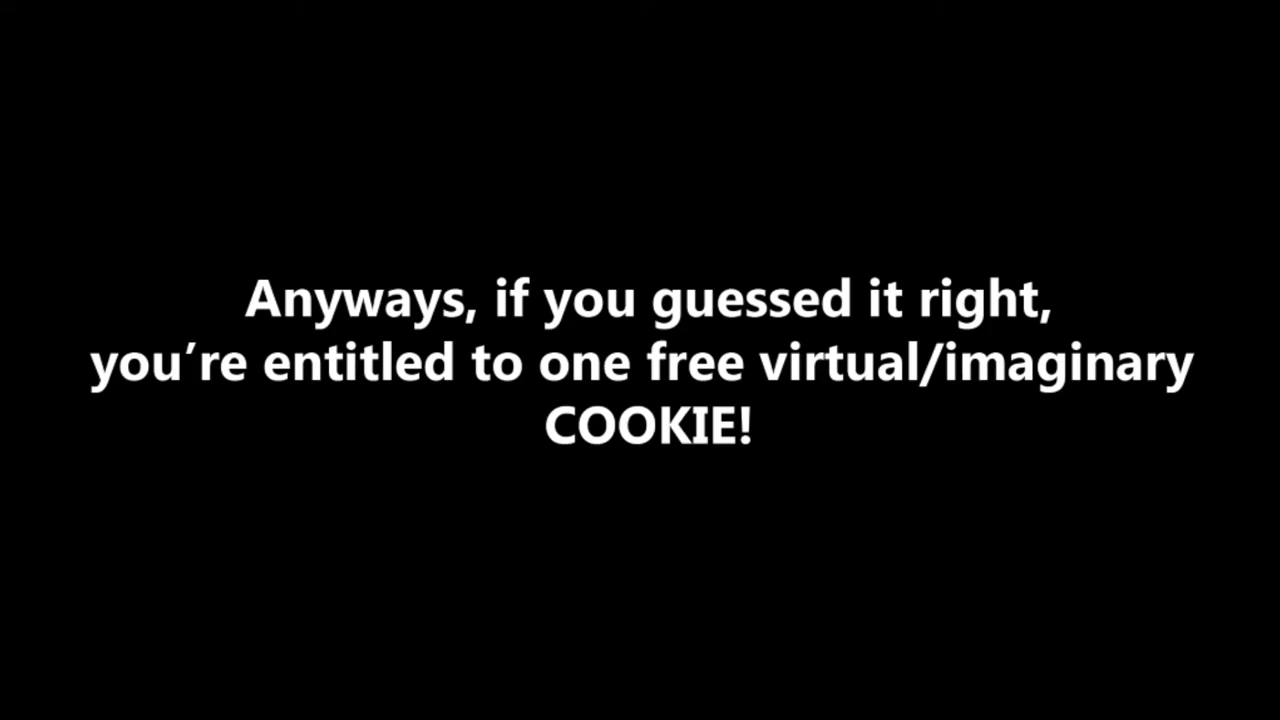 Anyways, if you guessed it right,
you’re entitled to one free virtual/imaginary
COOKIE!